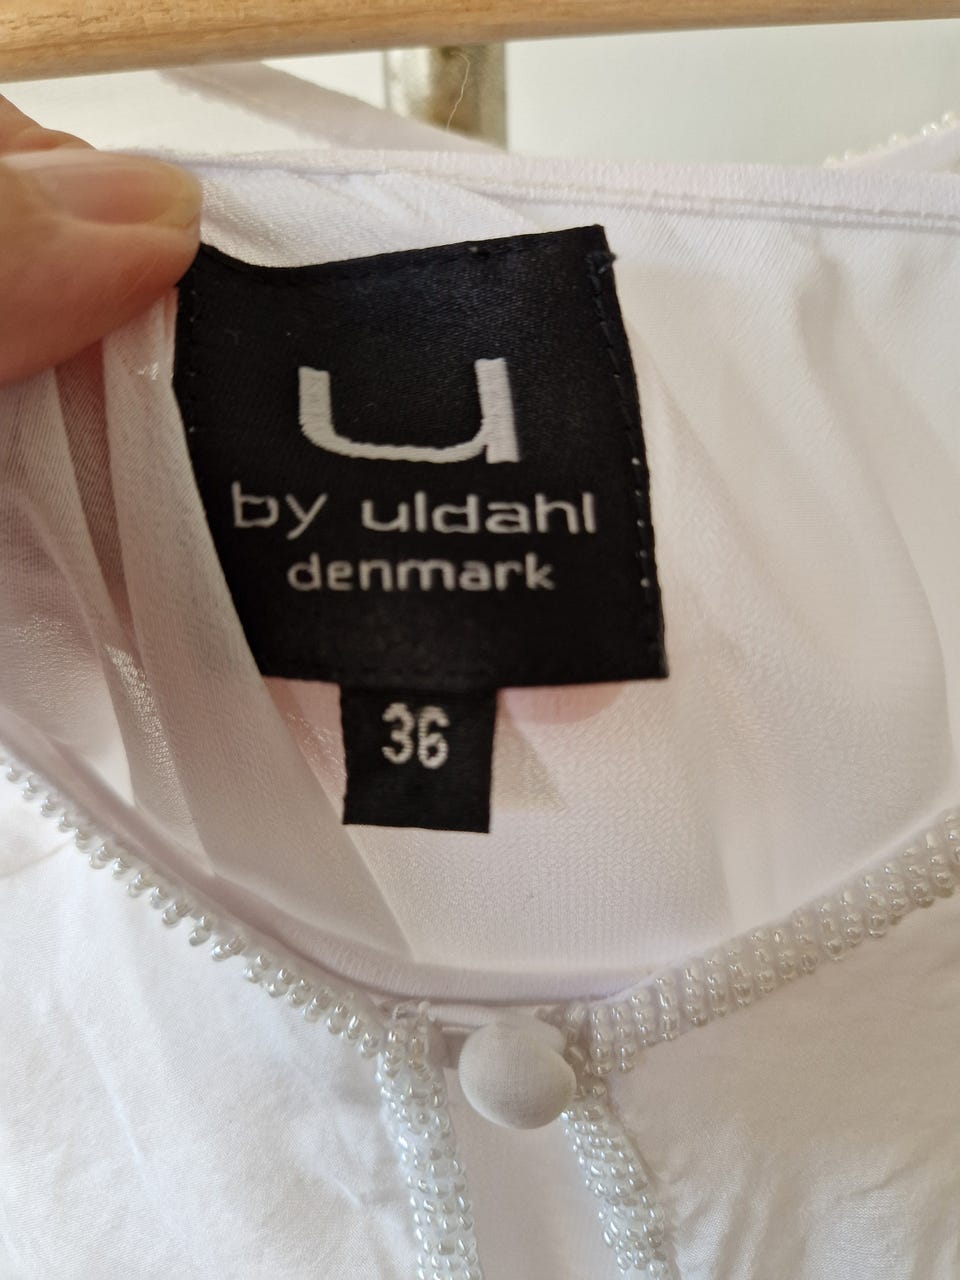 u
by uldahl
denmark
36